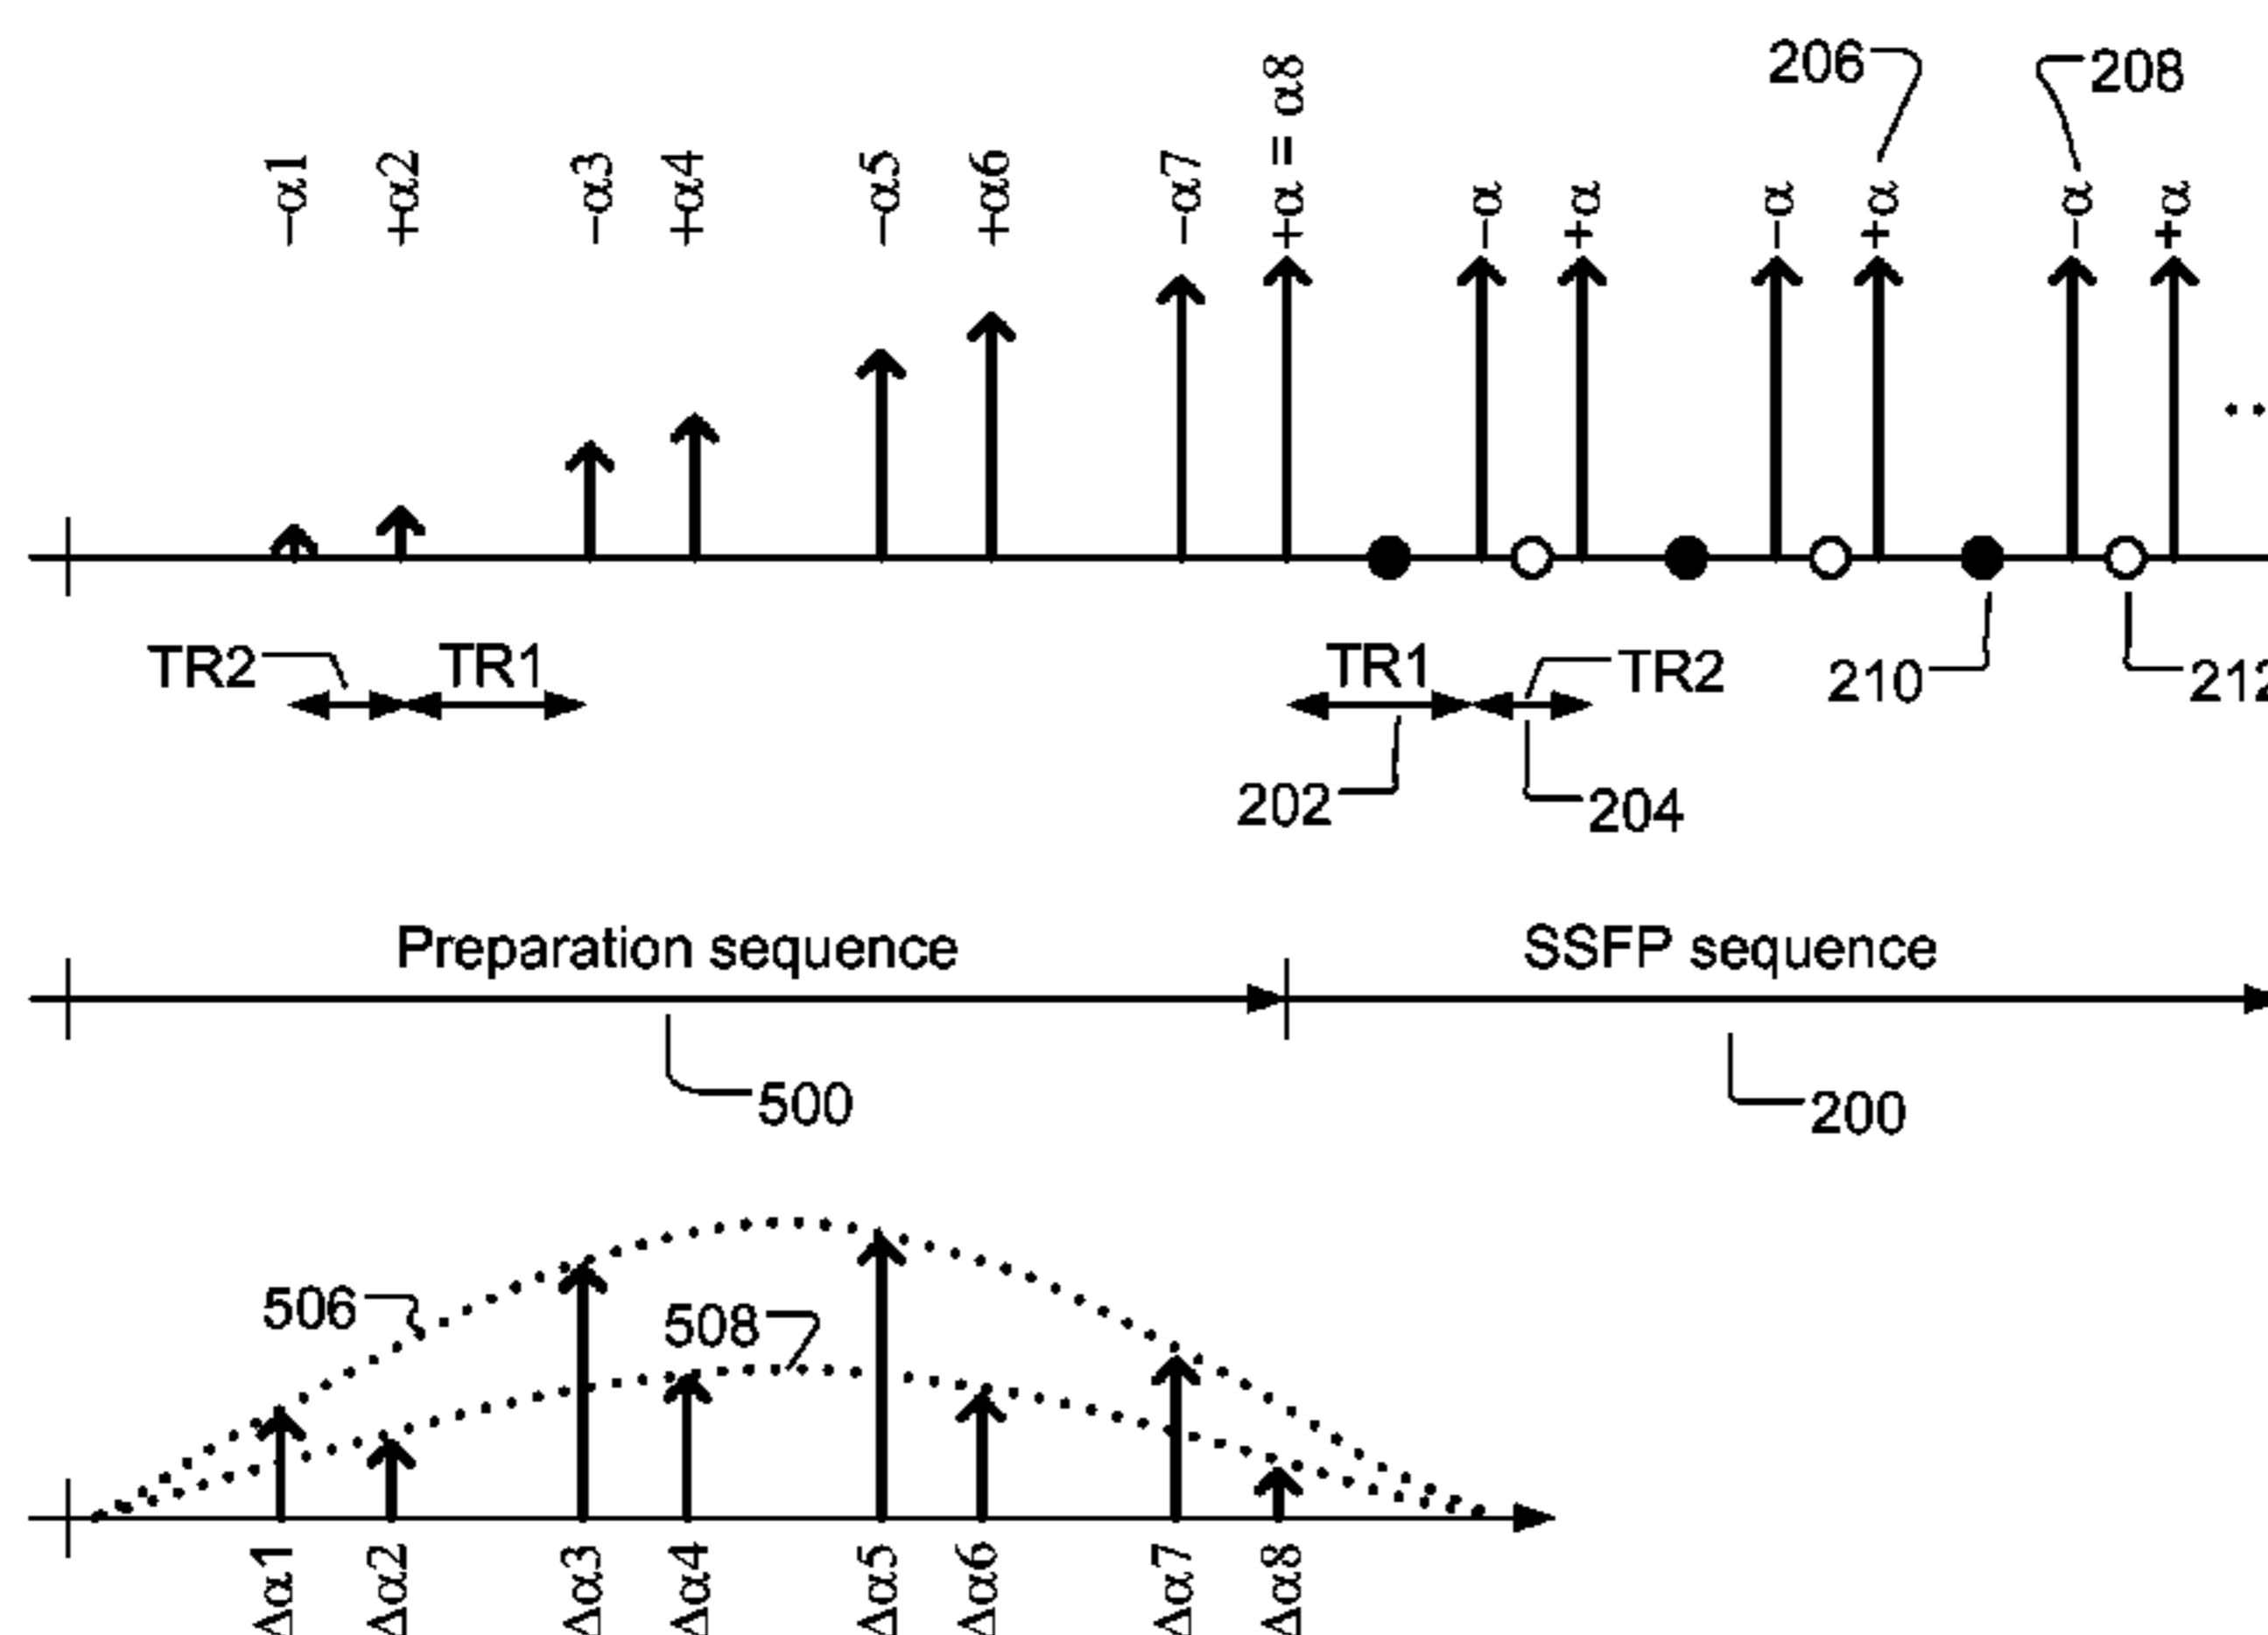 206
208
−α1
+α2
−α3
+α4
−α5
+α6
−α7
+α = α8
−α
+α
−α
+α
−α
+α
TR2
TR1
TR1
TR2
210
212
202
204
Preparation sequence
SSFP sequence
500
200
506
508
Δα1
Δα2
Δα3
Δα4
Δα5
Δα6
Δα7
Δα8